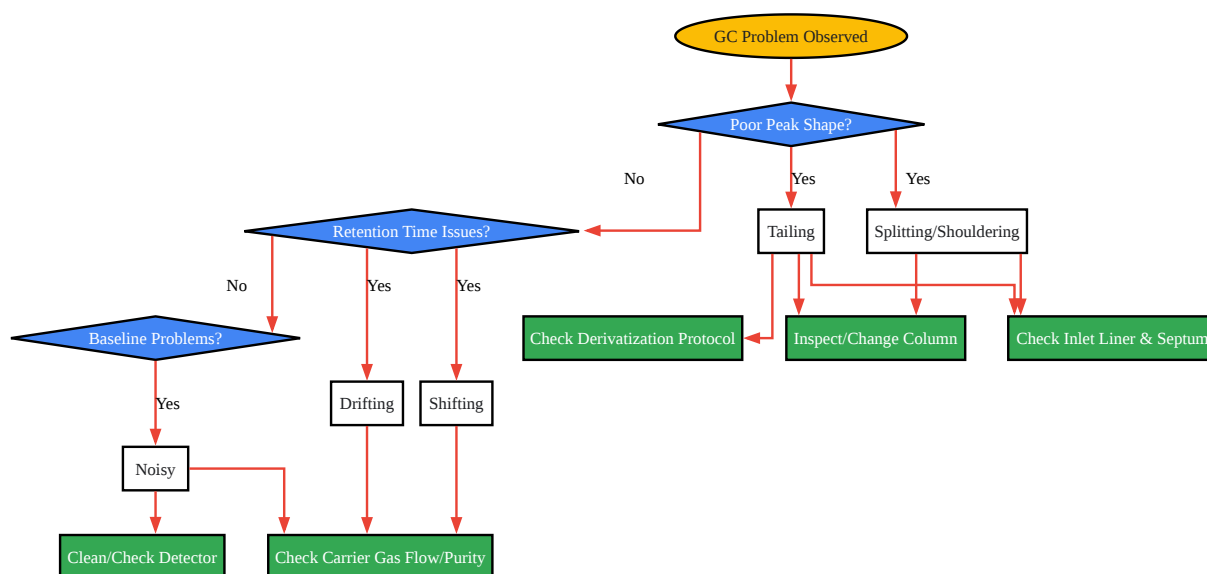 GC Problem Observed
Poor Peak Shape?
No
Yes
Yes
Retention Time Issues?
Tailing
Splitting/Shouldering
No
Yes
Yes
Baseline Problems?
Check Derivatization Protocol
Inspect/Change Column
Check Inlet Liner & Septum
Yes
Drifting
Shifting
Noisy
Clean/Check Detector
Check Carrier Gas Flow/Purity